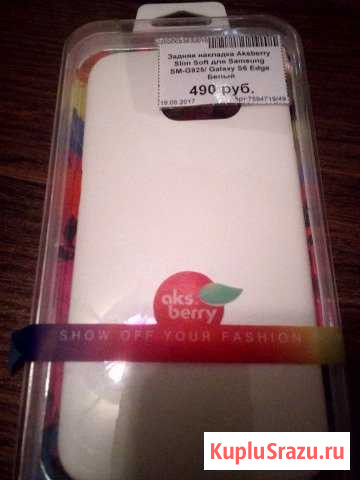 Задняя накладка Aksberry
Slim Soft для Samsung
SM-G925/ Galaxy S6 Edge
Белый
490 руб.
19.06.2017
aks.
berry
SHOW OFF YOUR FASHION
KupluSrazu.ru